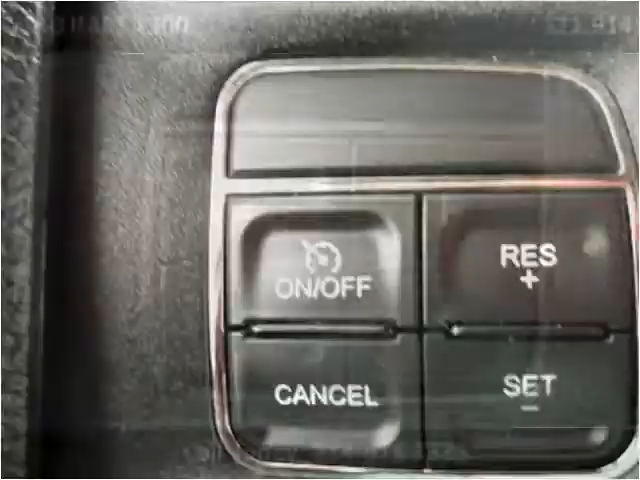 ON/OFF
RES
+
CANCEL
SET
–